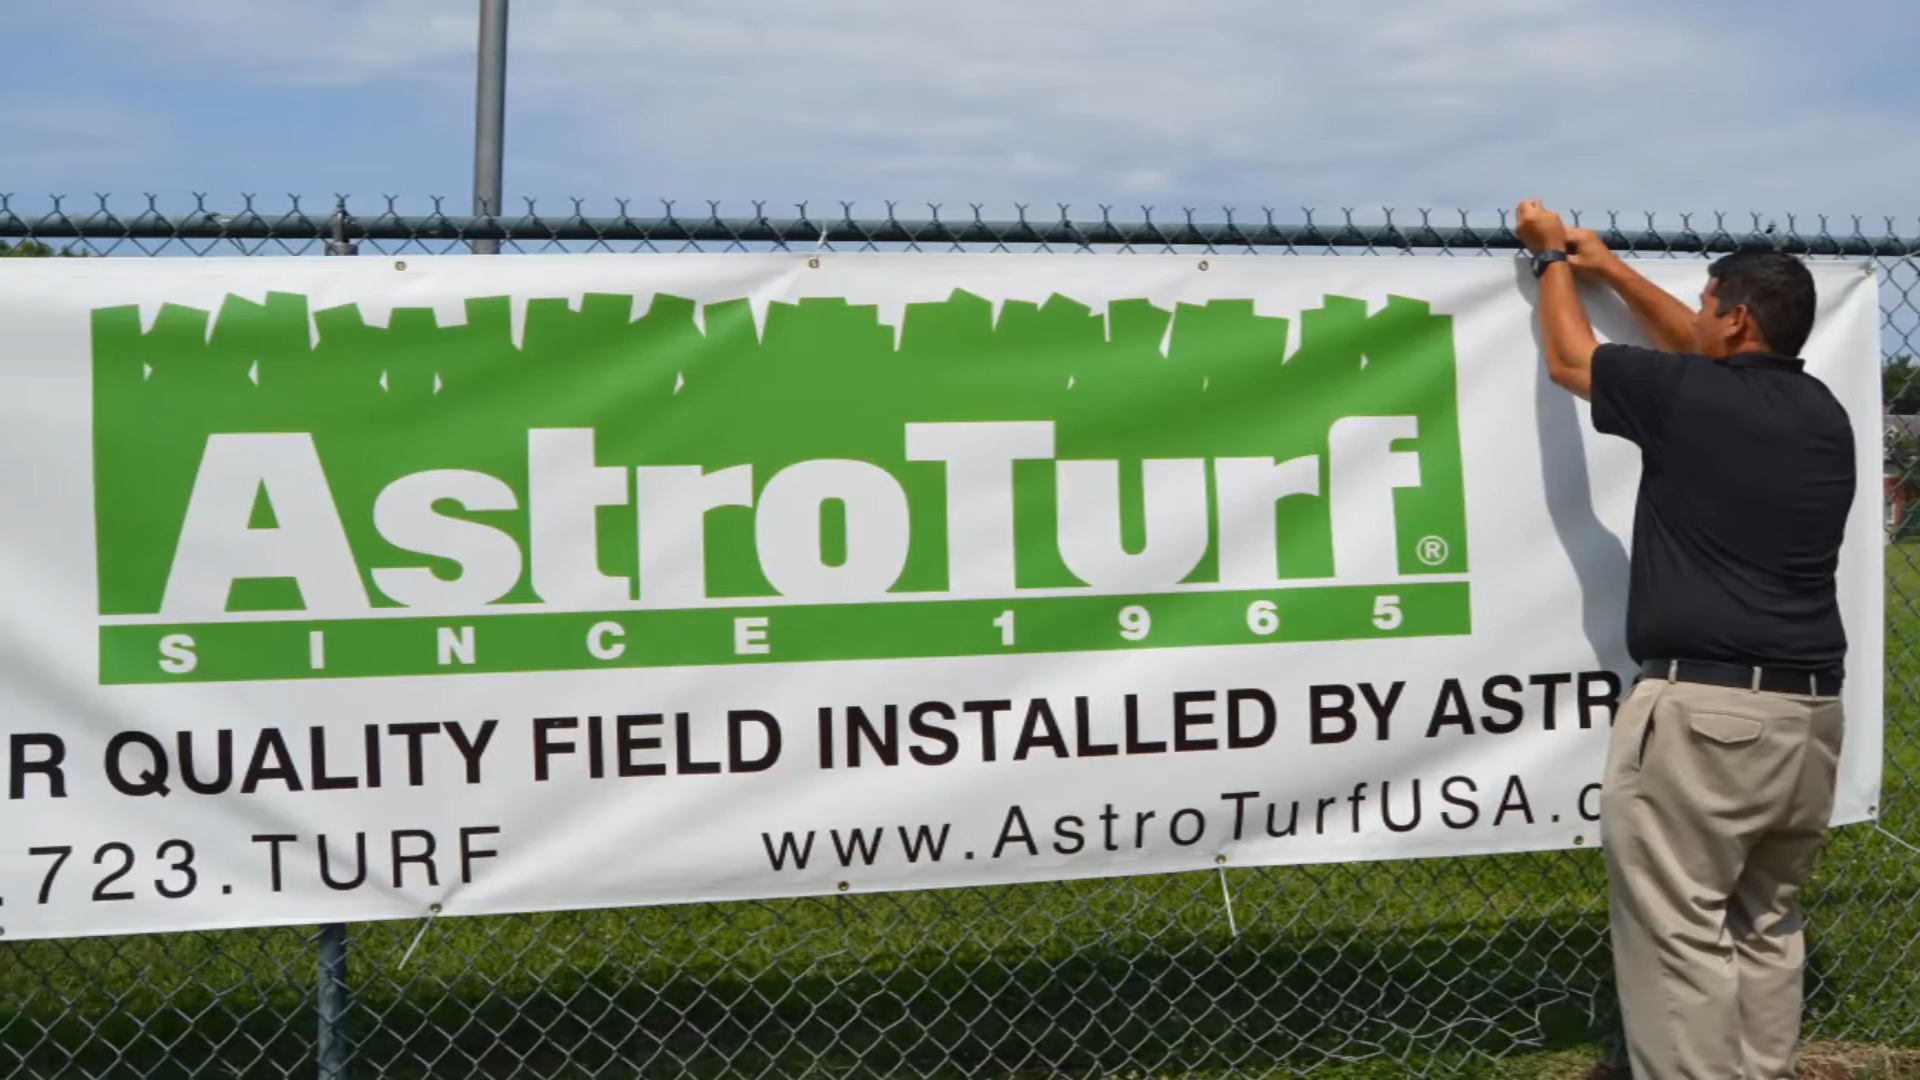 AstroTurf®
SINCE 1965
R QUALITY FIELD INSTALLED BY ASTR
.723.TURF
www.AstroTurfUSA.c